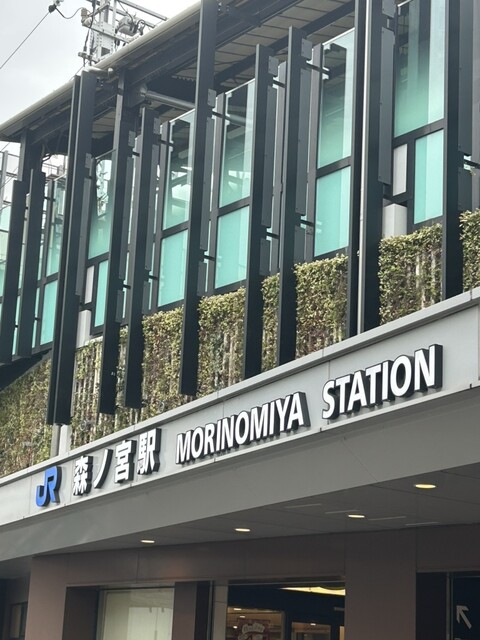 JR 森ノ宮駅 MORINOMIYA STATION